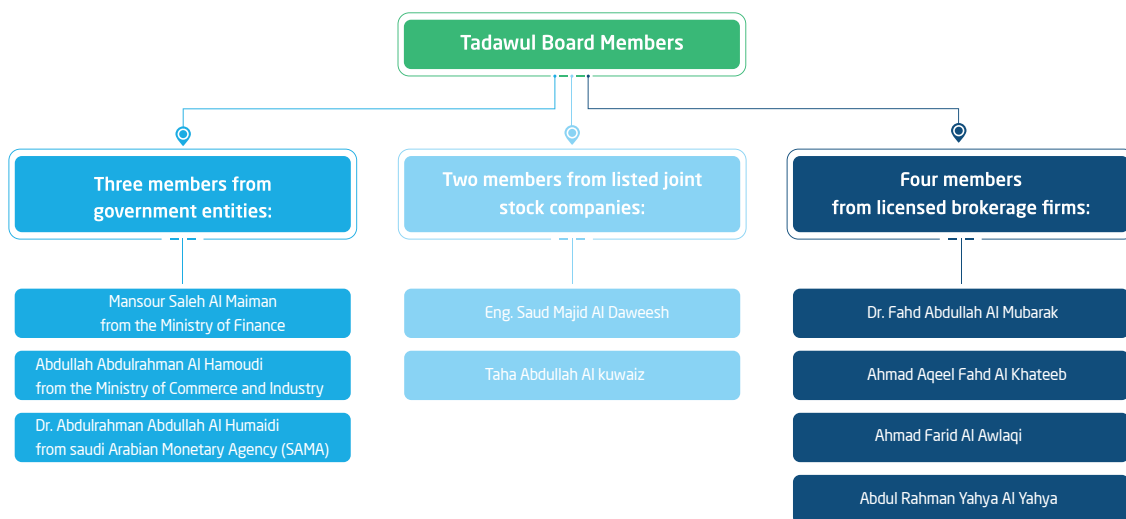 Tadawul Board Members
Three members from
government entities:
Mansour Saleh Al Maiman
from the Ministry of Finance
Abdullah Abdulrahman Al Hamoudi
from the Ministry of Commerce and Industry
Dr. Abdulrahman Abdullah Al Humaidi
from saudi Arabian Monetary Agency (SAMA)
Two members from listed joint
stock companies:
Eng. Saud Majid Al Daweesh
Taha Abdullah Al kuwaiz
Four members
from licensed brokerage firms:
Dr. Fahd Abdullah Al Mubarak
Ahmad Aqeel Fahd Al Khateeb
Ahmad Farid Al Awlaqi
Abdul Rahman Yahya Al Yahya